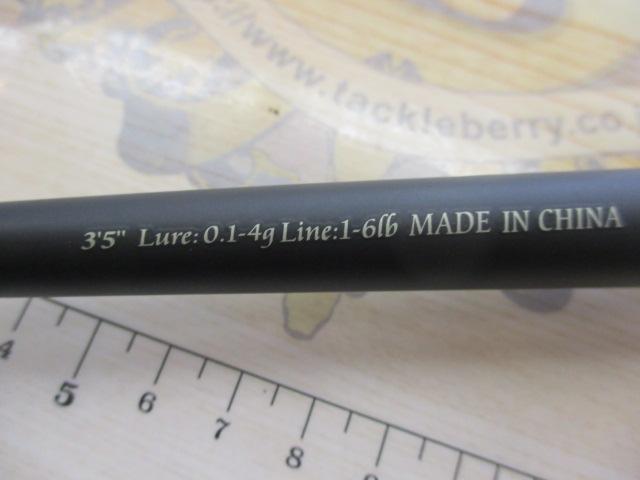 //www.tackleberry.co
3'5" Lure: 0.1-4g Line:1-6lb MADE IN CHINA
4 5 6 7 8